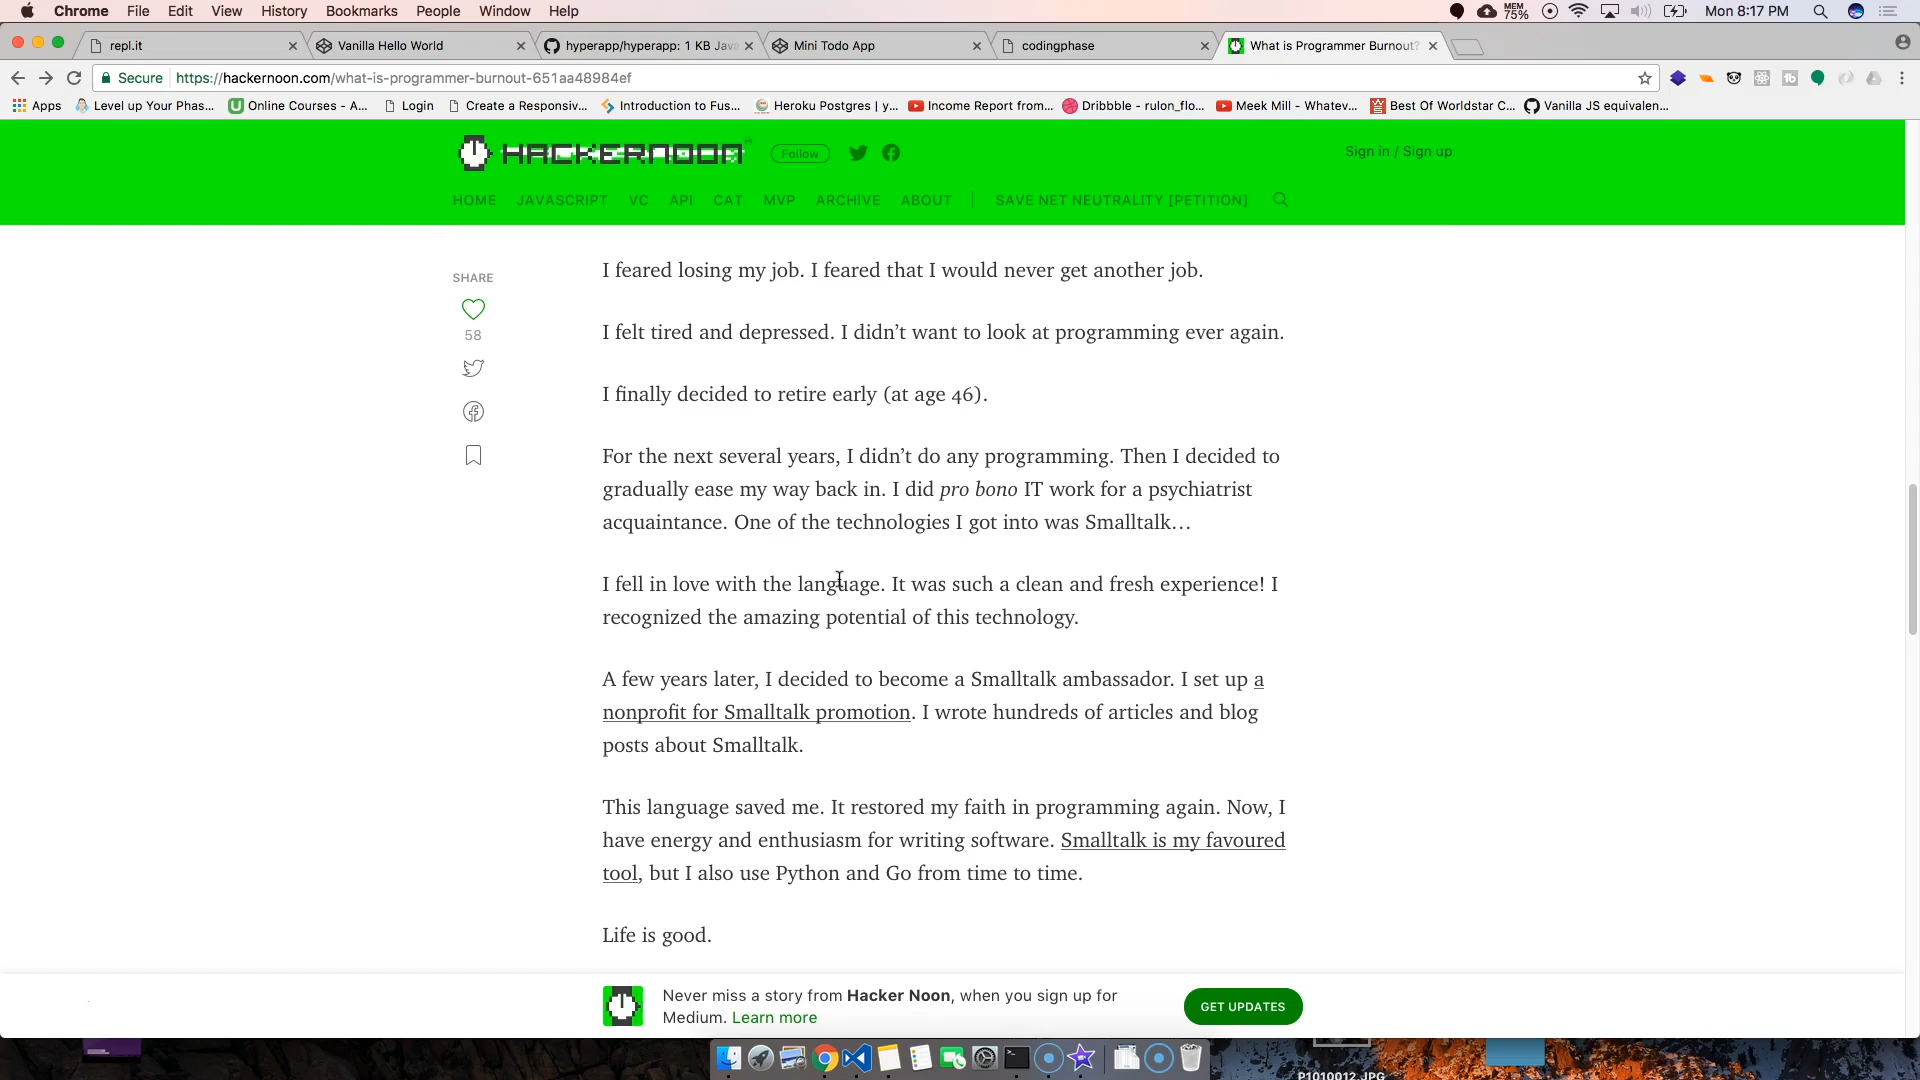 Chrome File Edit View History Bookmarks People Window Help
MEM 75% Mon 8:17 PM
repl.it
Vanilla Hello World
hyperapp/hyperapp: 1 KB Java
Mini Todo App
codingphase
What is Programmer Burnout?
Secure https://hackernoon.com/what-is-programmer-burnout-651aa48984ef
Apps Level up Your Phas... Online Courses - A... Login Create a Responsiv... Introduction to Fus... Heroku Postgres | y... Income Report from... Dribbble - rulon_flo... Meek Mill - Whatev... Best Of Worldstar C... Vanilla JS equivalen...
HACKERNOON Follow Sign in / Sign up
HOME JAVASCRIPT VC API CAT MVP ARCHIVE ABOUT SAVE NET NEUTRALITY [PETITION]
SHARE
58
I feared losing my job. I feared that I would never get another job.
I felt tired and depressed. I didn’t want to look at programming ever again.
I finally decided to retire early (at age 46).
For the next several years, I didn’t do any programming. Then I decided to
gradually ease my way back in. I did pro bono IT work for a psychiatrist
acquaintance. One of the technologies I got into was Smalltalk…
I fell in love with the language. It was such a clean and fresh experience! I
recognized the amazing potential of this technology.
A few years later, I decided to become a Smalltalk ambassador. I set up a
nonprofit for Smalltalk promotion. I wrote hundreds of articles and blog
posts about Smalltalk.
This language saved me. It restored my faith in programming again. Now, I
have energy and enthusiasm for writing software. Smalltalk is my favoured
tool, but I also use Python and Go from time to time.
Life is good.
Never miss a story from Hacker Noon, when you sign up for
Medium. Learn more
GET UPDATES
P1010012.JPG